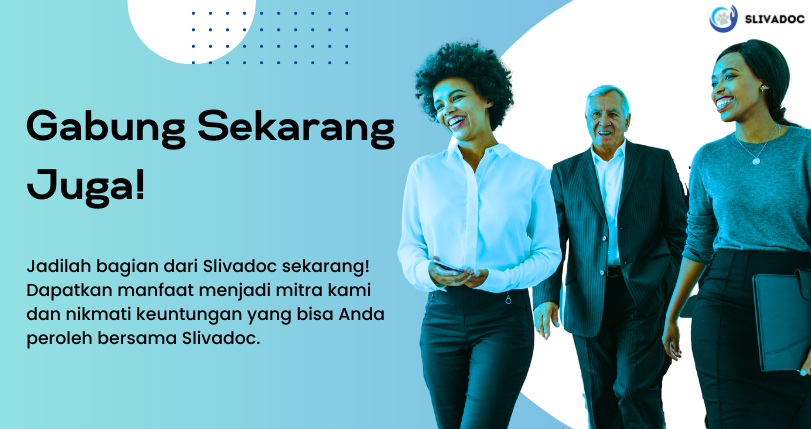 SLIVADOC
Gabung Sekarang
Juga!
Jadilah bagian dari Slivadoc sekarang!
Dapatkan manfaat menjadi mitra kami
dan nikmati keuntungan yang bisa Anda
peroleh bersama Slivadoc.